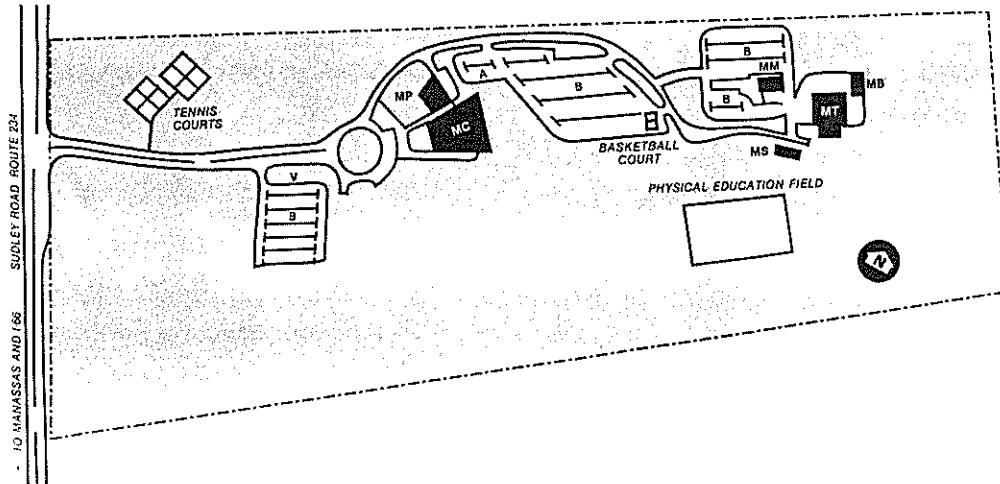 TENNIS
COURTS
MP
MC
A
B
V
B
BASKETBALL
COURT
B
MM
B
MB
MT
MS
PHYSICAL EDUCATION FIELD
N
SUDLEY ROAD ROUTE 234
- TO MANASSAS AND I 66